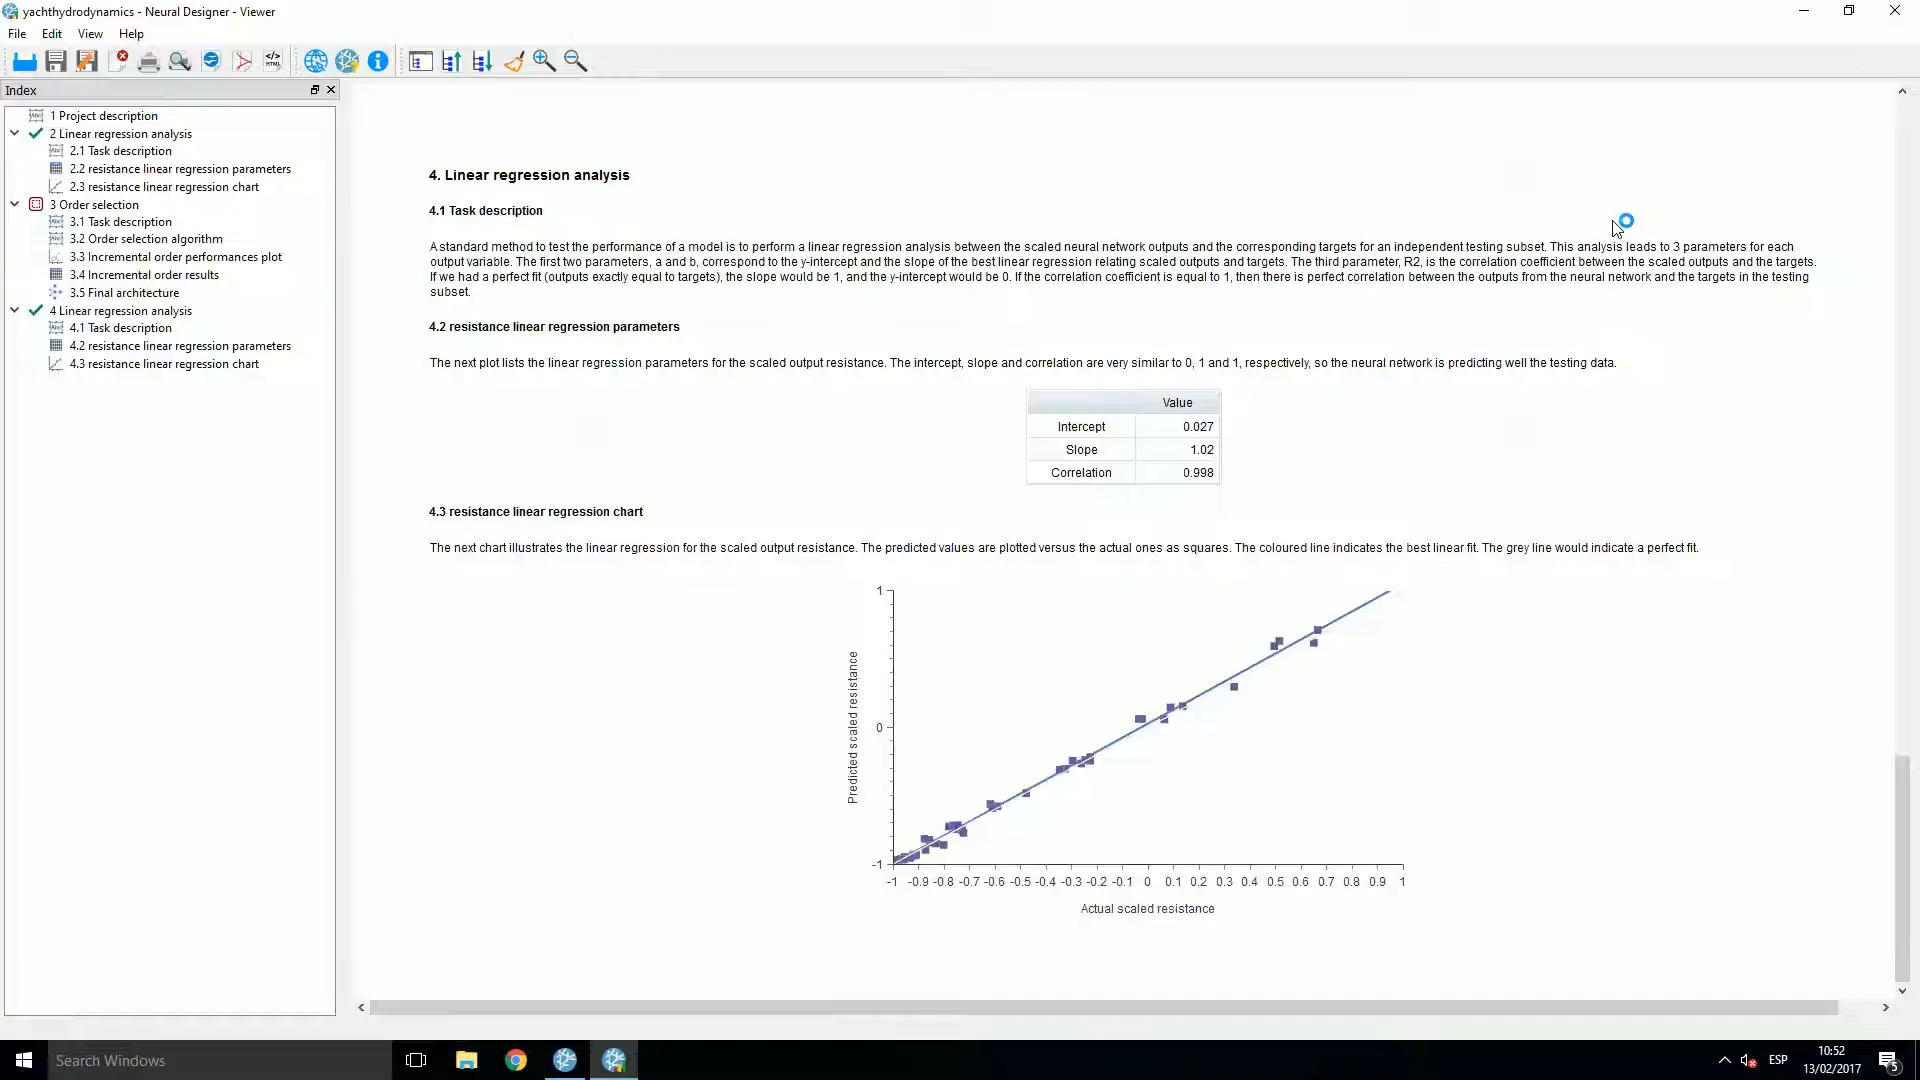 yachthydrodynamics - Neural Designer - Viewer
File Edit View Help
Index
1 Project description
2 Linear regression analysis
2.1 Task description
2.2 resistance linear regression parameters
2.3 resistance linear regression chart
3 Order selection
3.1 Task description
3.2 Order selection algorithm
3.3 Incremental order performances plot
3.4 Incremental order results
3.5 Final architecture
4 Linear regression analysis
4.1 Task description
4.2 resistance linear regression parameters
4.3 resistance linear regression chart
4. Linear regression analysis
4.1 Task description
A standard method to test the performance of a model is to perform a linear regression analysis between the scaled neural network outputs and the corresponding targets for an independent testing subset. This analysis leads to 3 parameters for each
output variable. The first two parameters, a and b, correspond to the y-intercept and the slope of the best linear regression relating scaled outputs and targets. The third parameter, R2, is the correlation coefficient between the scaled outputs and the targets.
If we had a perfect fit (outputs exactly equal to targets), the slope would be 1, and the y-intercept would be 0. If the correlation coefficient is equal to 1, then there is perfect correlation between the outputs from the neural network and the targets in the testing
subset.
4.2 resistance linear regression parameters
The next plot lists the linear regression parameters for the scaled output resistance. The intercept, slope and correlation are very similar to 0, 1 and 1, respectively, so the neural network is predicting well the testing data.
Value
Intercept 0.027
Slope 1.02
Correlation 0.998
4.3 resistance linear regression chart
The next chart illustrates the linear regression for the scaled output resistance. The predicted values are plotted versus the actual ones as squares. The coloured line indicates the best linear fit. The grey line would indicate a perfect fit.
1
0
-1
Predicted scaled resistance
-1 -0.9 -0.8 -0.7 -0.6 -0.5 -0.4 -0.3 -0.2 -0.1 0 0.1 0.2 0.3 0.4 0.5 0.6 0.7 0.8 0.9 1
Actual scaled resistance
Search Windows
ESP
10:52
13/02/2017
5